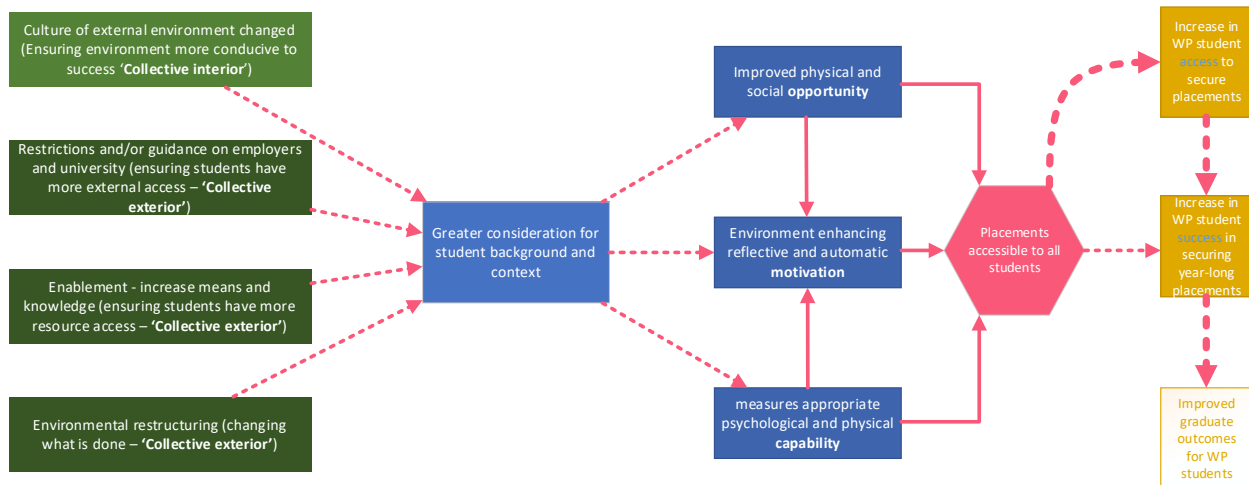 Culture of external environment changed
(Ensuring environment more conducive to
success ‘Collective interior’)
Restrictions and/or guidance on employers
and university (ensuring students have
more external access – ‘Collective
exterior’)
Enablement - increase means and
knowledge (ensuring students have more
resource access – ‘Collective exterior’)
Environmental restructuring (changing
what is done – ‘Collective exterior’)
Greater consideration for
student background and
context
Improved physical and
social opportunity
Environment enhancing
reflective and automatic
motivation
measures appropriate
psychological and physical
capability
Placements
accessible to all
students
Increase in
WP student
access to
secure
placements
Increase in
WP student
success in
securing
year-long
placements
Improved
graduate
outcomes
for WP
students